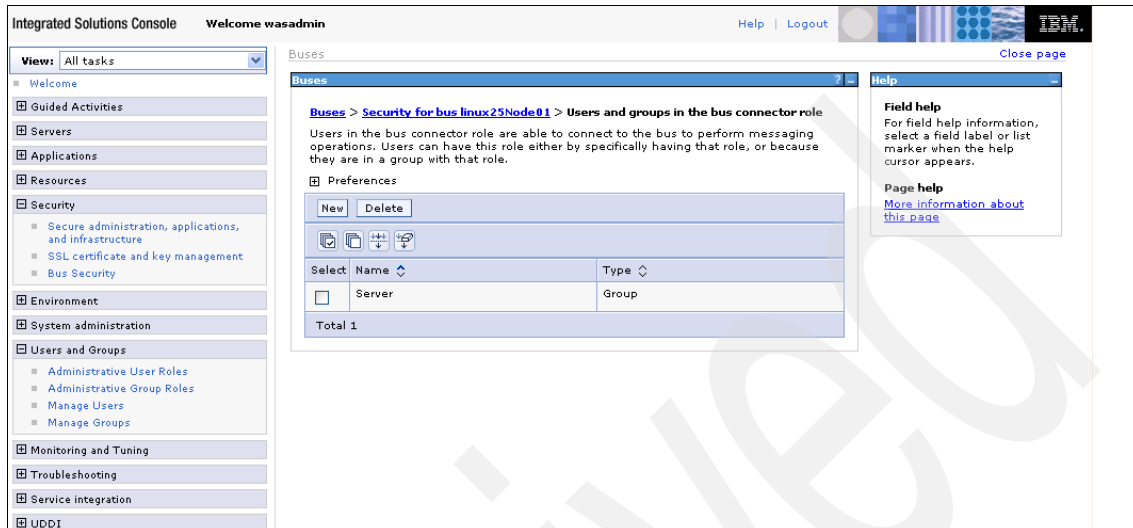 Integrated Solutions Console Welcome wasadmin Help | Logout IBM.
View: All tasks
Welcome
Guided Activities
Servers
Applications
Resources
Security
Secure administration, applications,
and infrastructure
SSL certificate and key management
Bus Security
Environment
System administration
Users and Groups
Administrative User Roles
Administrative Group Roles
Manage Users
Manage Groups
Monitoring and Tuning
Troubleshooting
Service integration
UDDI
Buses Close page
Buses ? -
Buses > Security for bus linux25Node01 > Users and groups in the bus connector role
Users in the bus connector role are able to connect to the bus to perform messaging
operations. Users can have this role either by specifically having that role, or because
they are in a group with that role.
Preferences
New Delete
Select Name Type
Server Group
Total 1
Help -
Field help
For field help information,
select a field label or list
marker when the help
cursor appears.
Page help
More information about
this page